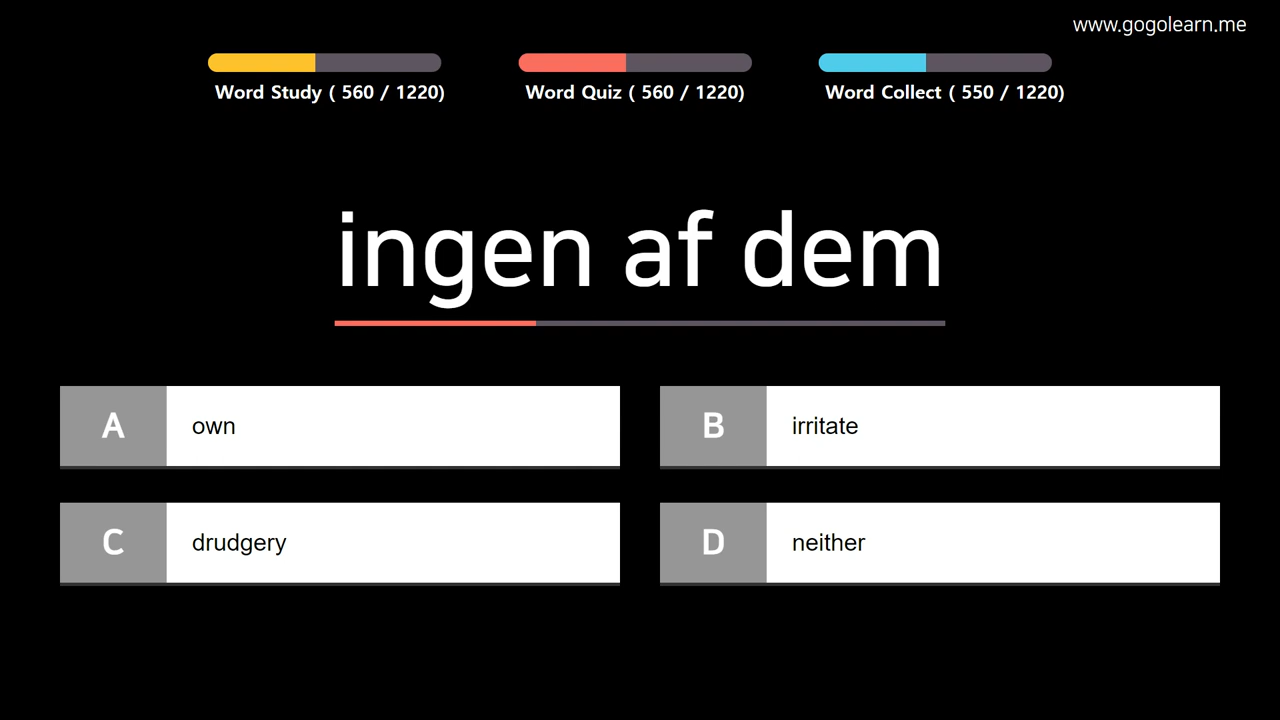 www.gogolearn.me
Word Study ( 560 / 1220)
Word Quiz ( 560 / 1220)
Word Collect ( 550 / 1220)
ingen af dem
A own
B irritate
C drudgery
D neither